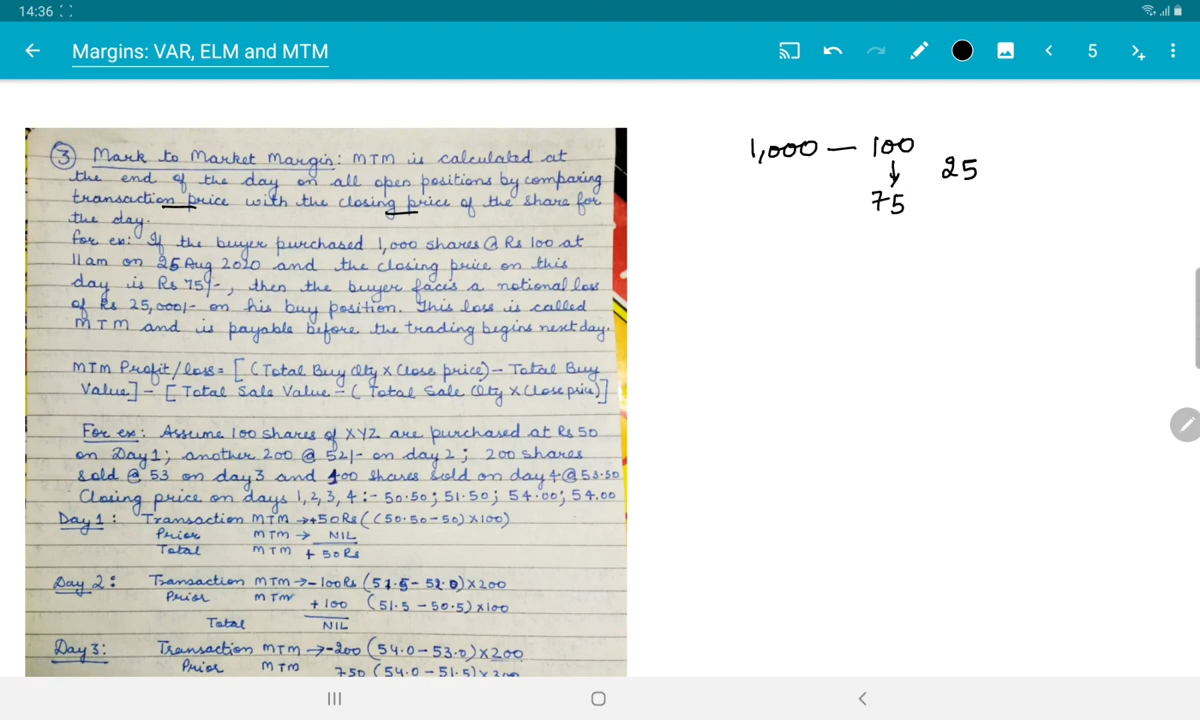 14:36
Margins: VAR, ELM and MTM
5
③ Mark to Market Margin: MTM is calculated at
the end of the day on all open positions by comparing
transaction price with the closing price of the share for
the day.
For ex: If the buyer purchased 1,000 shares @ Rs 100 at
11am on 25 Aug 2020 and the closing price on this
day is Rs 75/-, then the buyer faces a notional loss
of Rs 25,000/- on his buy position. This loss is called
MTM and is payable before the trading begins next day.
MTM Profit/loss = [(Total Buy Qty x Close price) - Total Buy
Value] - [Total Sale Value - (Total Sale Qty x Close price)]
For ex: Assume 100 shares of XYZ are purchased at Rs 50
on Day 1; another 200 @ 52/- on day 2; 200 shares
sold @ 53 on day 3 and 100 shares sold on day 4 @ 53.50
Closing price on days 1, 2, 3, 4 :- 50.50; 51.50; 54.00; 54.00
Day 1: Transaction MTM → +50Rs ((50.50-50) x 100)
Prior MTM → NIL
Total MTM + 50 Rs
Day 2: Transaction MTM → -100Rs (51.5 - 52.0) x 200
Prior MTM +100 (51.5 - 50.5) x 100
Total NIL
Day 3: Transaction MTM → -200 (54.0 - 53.0) x 200
Prior MTM 750 (54.0 - 51.5) x 300
1,000 — 100
↓
75
25